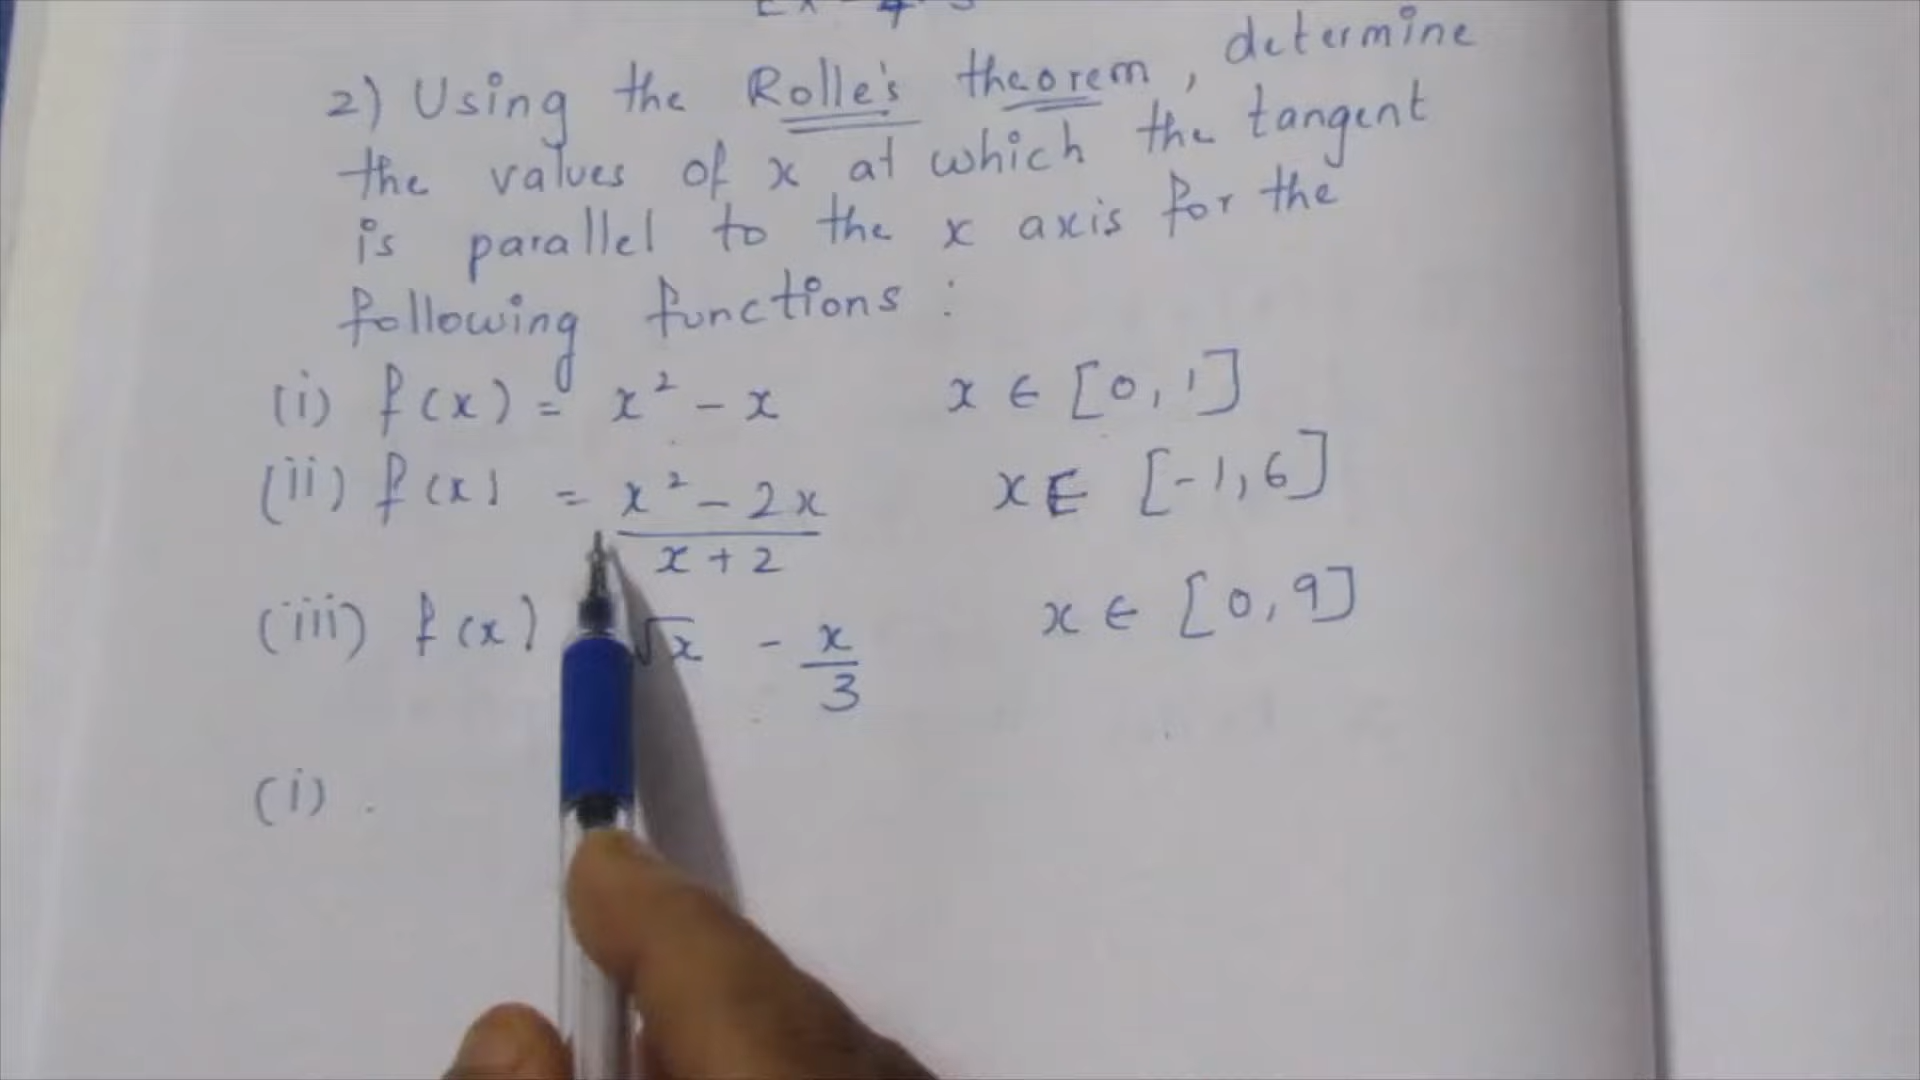 2) Using the Rolle's theorem, determine
the values of x at which the tangent
is parallel to the x axis for the
following functions :
(i) f(x) = x² - x x ∈ [0, 1]
(ii) f(x) = x² - 2x / x + 2 x ∈ [-1, 6]
(iii) f(x) √x - x/3 x ∈ [0, 9]
(i).